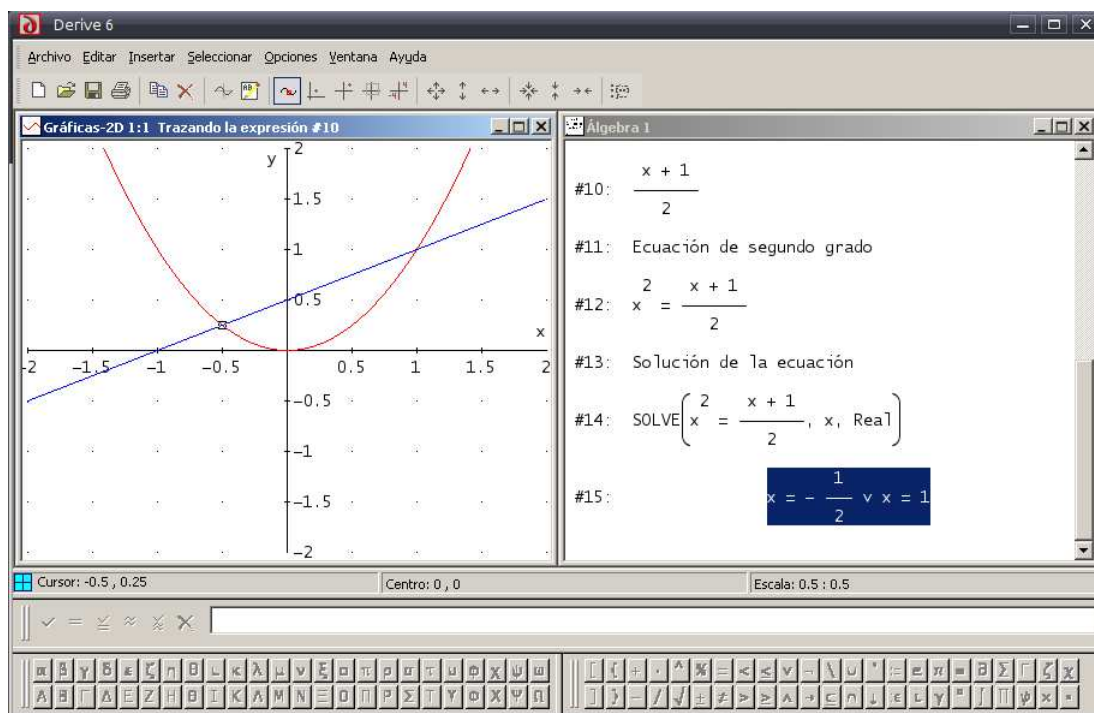 Derive 6
Archivo Editar Insertar Seleccionar Opciones Ventana Ayuda
Gráficas-2D 1:1 Trazando la expresión #10
y
2
1.5
1
0.5
x
-2 -1.5 -1 -0.5 0.5 1 1.5 2
-0.5
-1
-1.5
-2
Álgebra 1
#10: (x + 1)/2
#11: Ecuación de segundo grado
#12: x^2 = (x + 1)/2
#13: Solución de la ecuación
#14: SOLVE(x^2 = (x + 1)/2, x, Real)
#15: x = - 1/2 ∨ x = 1
Cursor: -0.5 , 0.25 Centro: 0 , 0 Escala: 0.5 : 0.5
α β γ δ ε ζ η θ ι κ λ μ ν ξ ο π ρ σ τ υ φ χ ψ ω
Α Β Γ Δ Ε Ζ Η Θ Ι Κ Λ Μ Ν Ξ Ο Π Ρ Σ Τ Υ Φ Χ Ψ Ω